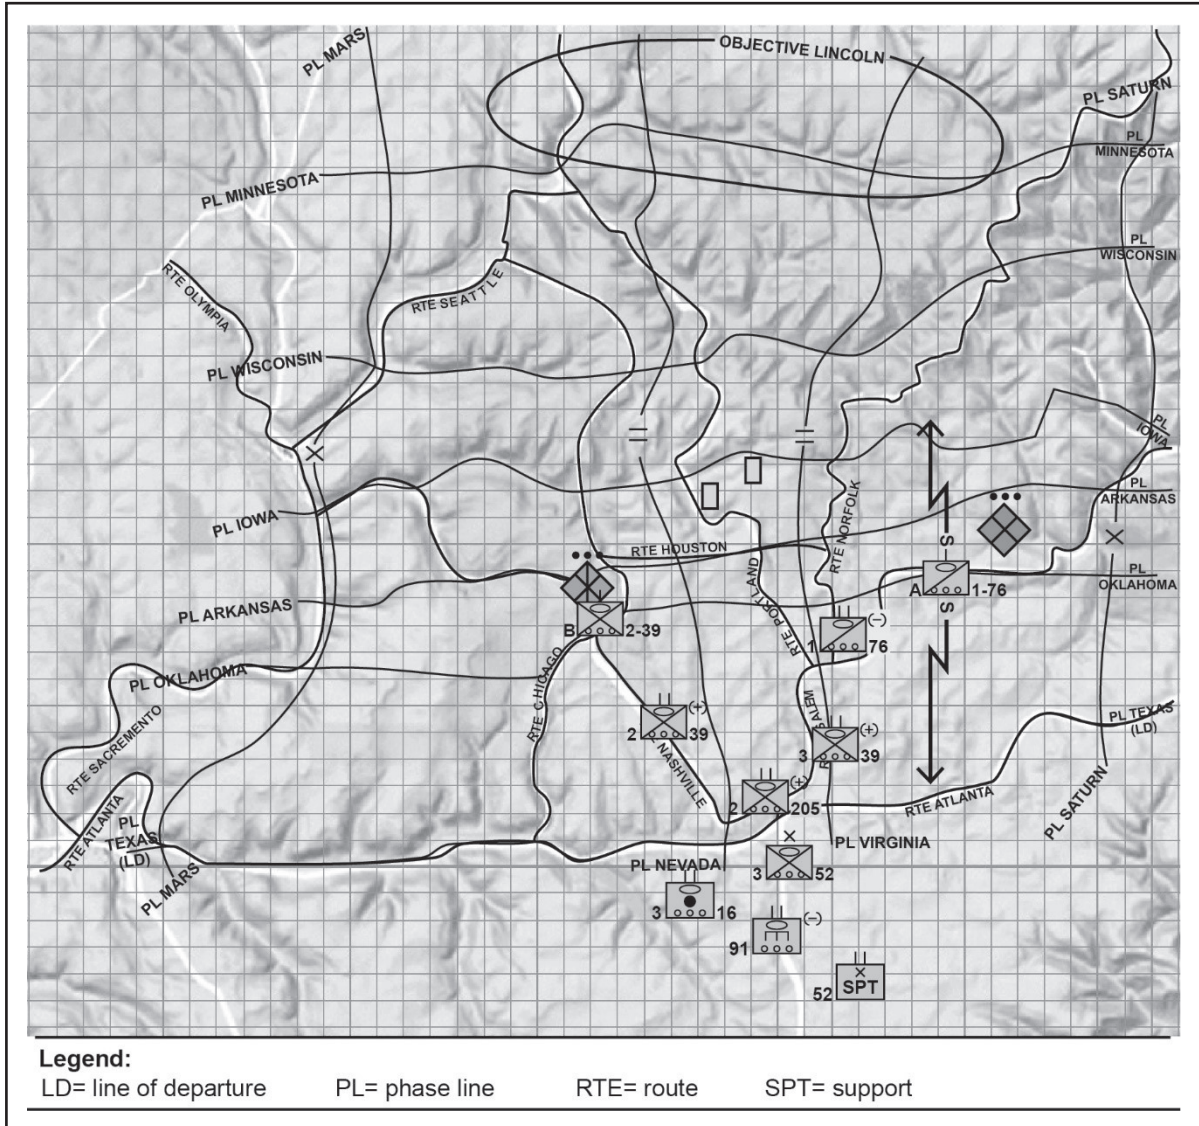 OBJECTIVE LINCOLN
PL MARS
PL SATURN
PL
MINNESOTA
PL MINNESOTA
PL
WISCONSIN
RTE OLYMPIA
RTE SEATTLE
PL WISCONSIN
PL
IOWA
PL IOWA
PL
ARKANSAS
RTE NORFOLK
S
RTE HOUSTON
PL
OKLAHOMA
A
1-76
S
RTE PORTLAND
PL ARKANSAS
B
2-39
(−)
1
76
PL OKLAHOMA
RTE CHICAGO
RTE SACREMENTO
SALEM
(+)
2
39
(+)
3
39
PL TEXAS
(LD)
NASHVILLE
(+)
2
205
RTE ATLANTA
PL SATURN
RTE ATLANTA
PL
TEXAS
(LD)
PL VIRGINIA
PL MARS
PL NEVADA
3
52
3
16
(−)
91
52
SPT
Legend:
LD= line of departure
PL= phase line
RTE= route
SPT= support